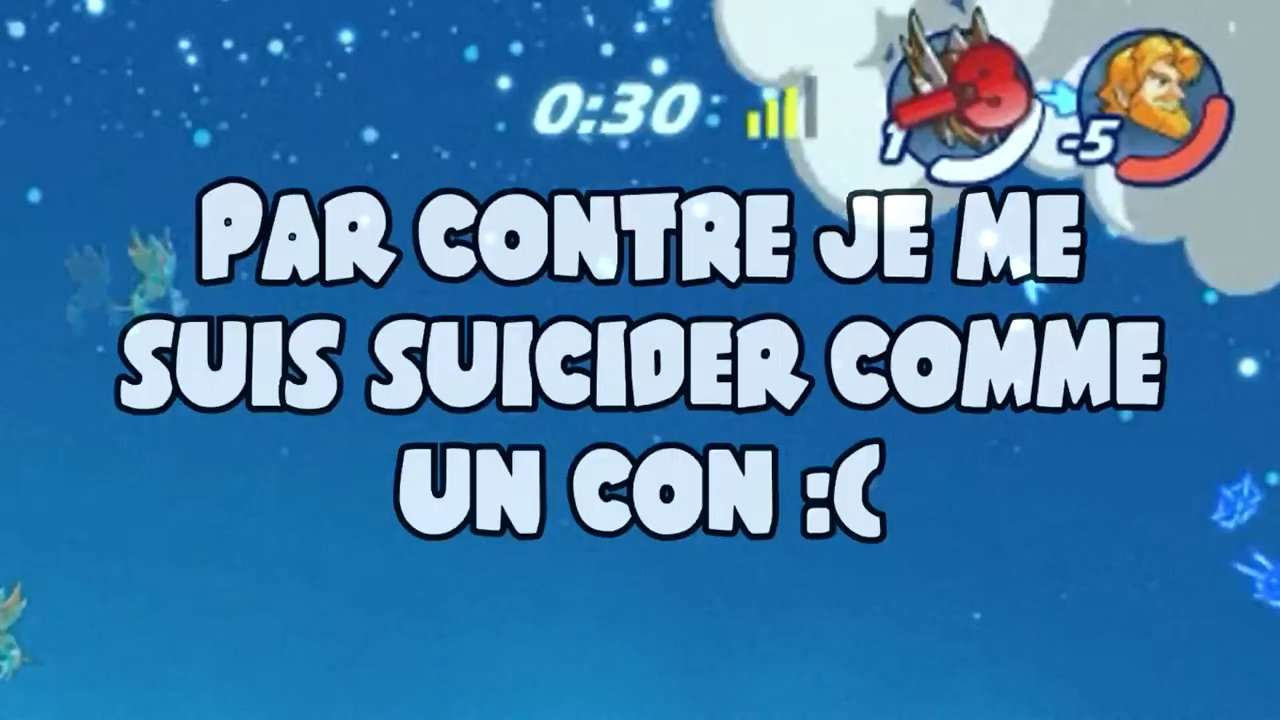 0:30
-3
1
-5
PAR CONTRE JE ME
SUIS SUICIDER COMME
UN CON :C